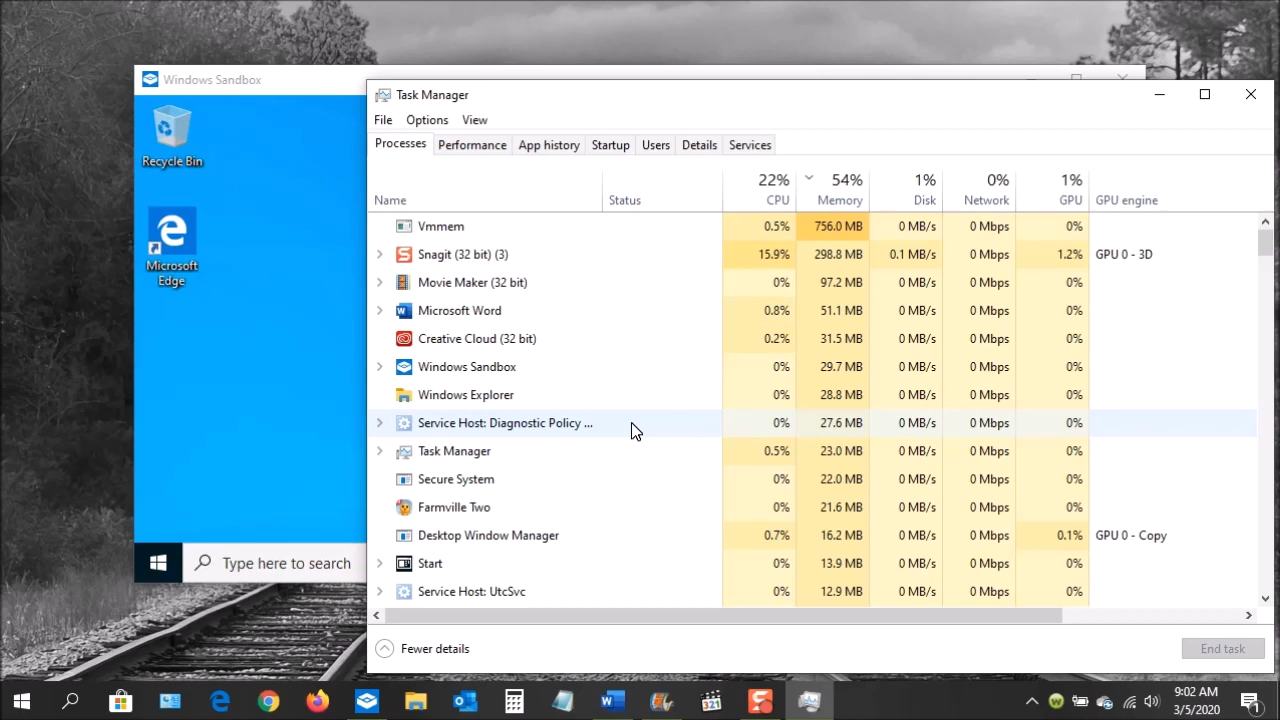 Windows Sandbox
Recycle Bin
Microsoft
Edge
Type here to search
Task Manager
File Options View
Processes Performance App history Startup Users Details Services
22% 54% 1% 0% 1%
Name Status CPU Memory Disk Network GPU GPU engine
Vmmem 0.5% 756.0 MB 0 MB/s 0 Mbps 0%
Snagit (32 bit) (3) 15.9% 298.8 MB 0.1 MB/s 0 Mbps 1.2% GPU 0 - 3D
Movie Maker (32 bit) 0% 97.2 MB 0 MB/s 0 Mbps 0%
Microsoft Word 0.8% 51.1 MB 0 MB/s 0 Mbps 0%
Creative Cloud (32 bit) 0.2% 31.5 MB 0 MB/s 0 Mbps 0%
Windows Sandbox 0% 29.7 MB 0 MB/s 0 Mbps 0%
Windows Explorer 0% 28.8 MB 0 MB/s 0 Mbps 0%
Service Host: Diagnostic Policy ... 0% 27.6 MB 0 MB/s 0 Mbps 0%
Task Manager 0.5% 23.0 MB 0 MB/s 0 Mbps 0%
Secure System 0% 22.0 MB 0 MB/s 0 Mbps 0%
Farmville Two 0% 21.6 MB 0 MB/s 0 Mbps 0%
Desktop Window Manager 0.7% 16.2 MB 0 MB/s 0 Mbps 0.1% GPU 0 - Copy
Start 0% 13.9 MB 0 MB/s 0 Mbps 0%
Service Host: UtcSvc 0% 12.9 MB 0 MB/s 0 Mbps 0%
Fewer details End task
9:02 AM
3/5/2020